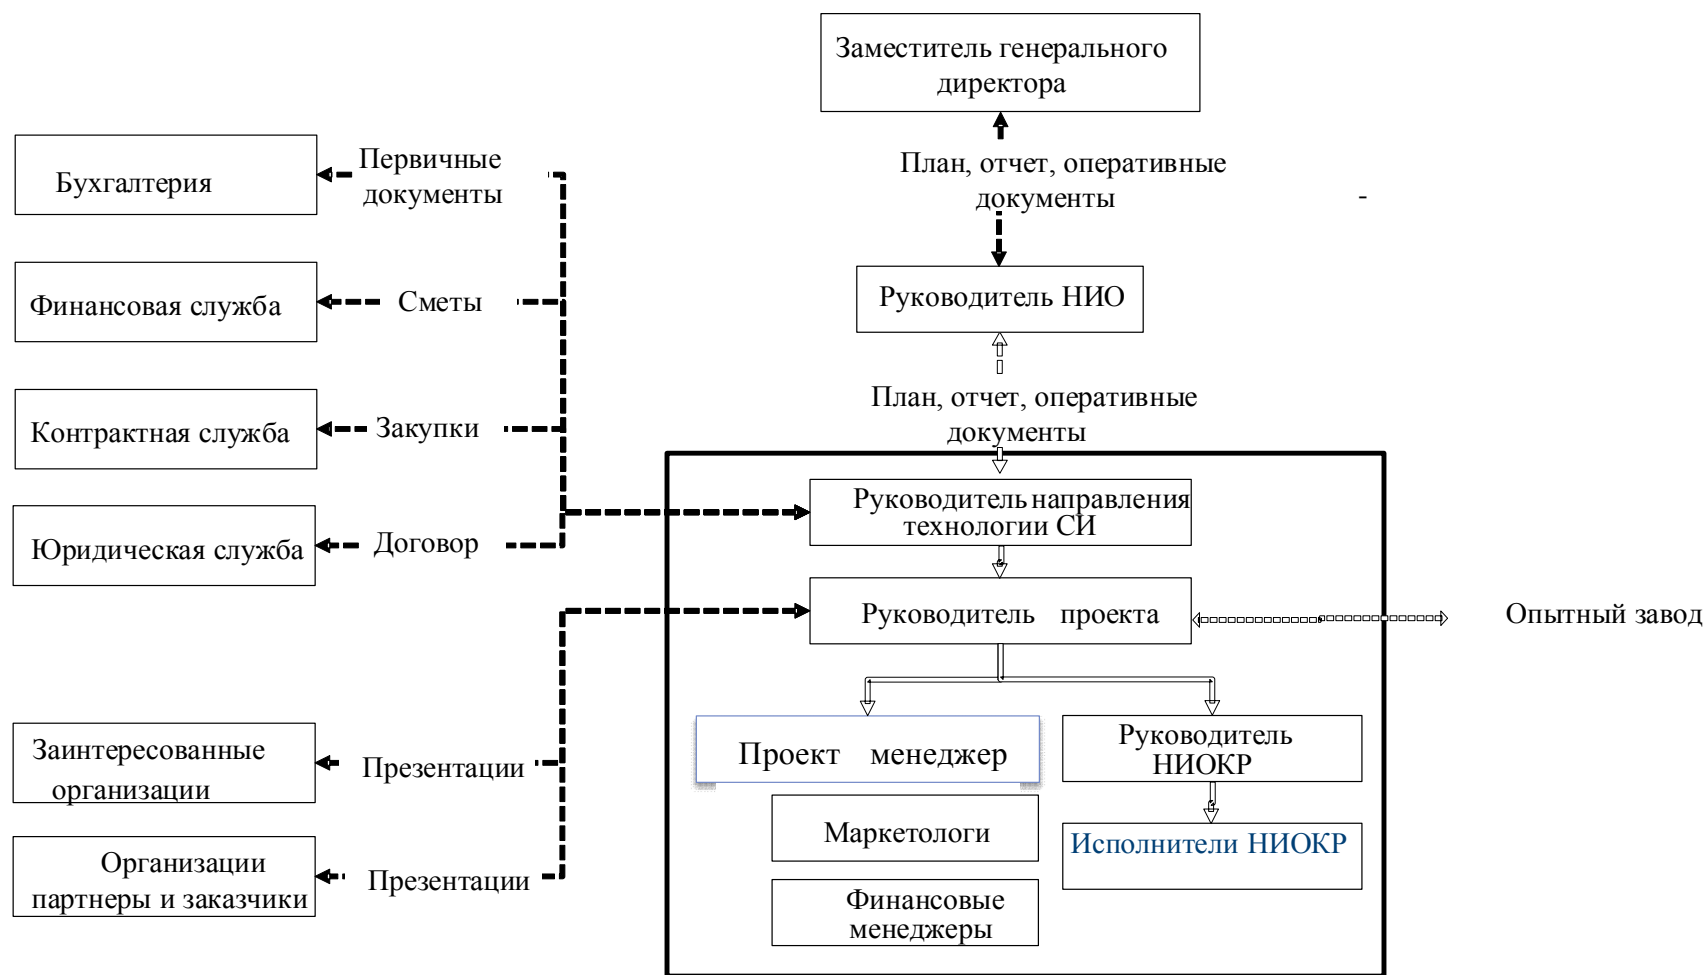 Заместитель генерального
директора
План, отчет, оперативные
документы
-
Руководитель НИО
План, отчет, оперативные
документы
Бухгалтерия
Первичные
документы
Финансовая служба
Сметы
Контрактная служба
Закупки
Юридическая служба
Договор
Руководитель направления
технологии СИ
Руководитель проекта
Опытный завод
Заинтересованные
организации
Презентации
Организации
партнеры и заказчики
Презентации
Проект менеджер
Маркетологи
Финансовые
менеджеры
Руководитель
НИОКР
Исполнители НИОКР